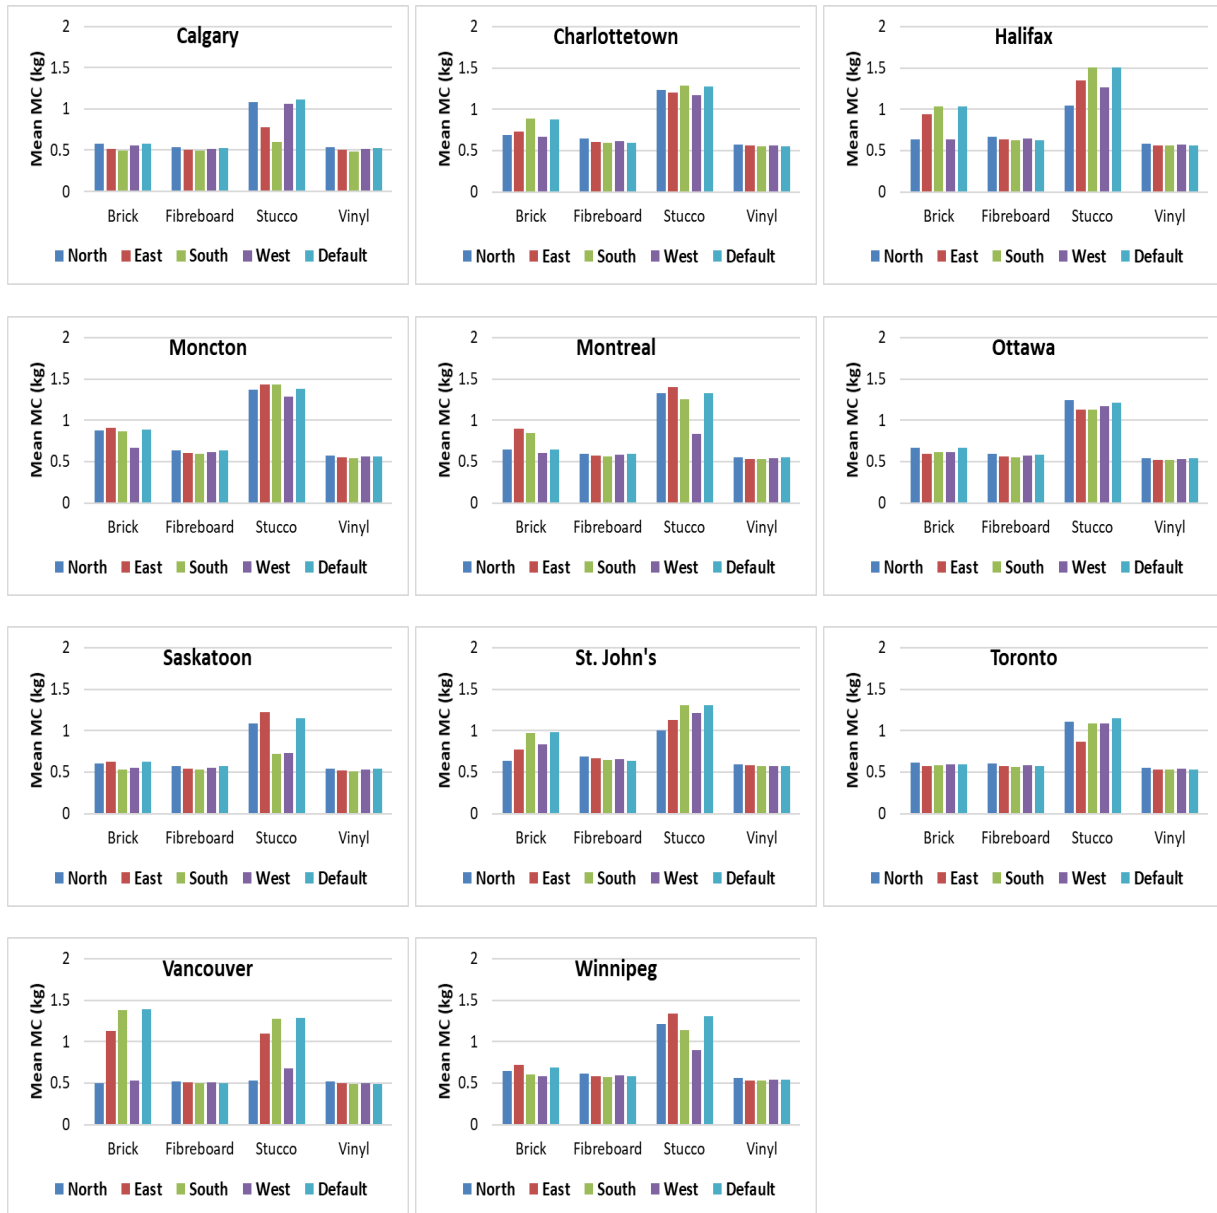 Calgary
Mean MC (kg)
2
1.5
1
0.5
0
Brick Fibreboard Stucco Vinyl
North East South West Default
Charlottetown
Mean MC (kg)
2
1.5
1
0.5
0
Brick Fibreboard Stucco Vinyl
North East South West Default
Halifax
Mean MC (kg)
2
1.5
1
0.5
0
Brick Fibreboard Stucco Vinyl
North East South West Default
Moncton
Mean MC (kg)
2
1.5
1
0.5
0
Brick Fibreboard Stucco Vinyl
North East South West Default
Montreal
Mean MC (kg)
2
1.5
1
0.5
0
Brick Fibreboard Stucco Vinyl
North East South West Default
Ottawa
Mean MC (kg)
2
1.5
1
0.5
0
Brick Fibreboard Stucco Vinyl
North East South West Default
Saskatoon
Mean MC (kg)
2
1.5
1
0.5
0
Brick Fibreboard Stucco Vinyl
North East South West Default
St. John's
Mean MC (kg)
2
1.5
1
0.5
0
Brick Fibreboard Stucco Vinyl
North East South West Default
Toronto
Mean MC (kg)
2
1.5
1
0.5
0
Brick Fibreboard Stucco Vinyl
North East South West Default
Vancouver
Mean MC (kg)
2
1.5
1
0.5
0
Brick Fibreboard Stucco Vinyl
North East South West Default
Winnipeg
Mean MC (kg)
2
1.5
1
0.5
0
Brick Fibreboard Stucco Vinyl
North East South West Default